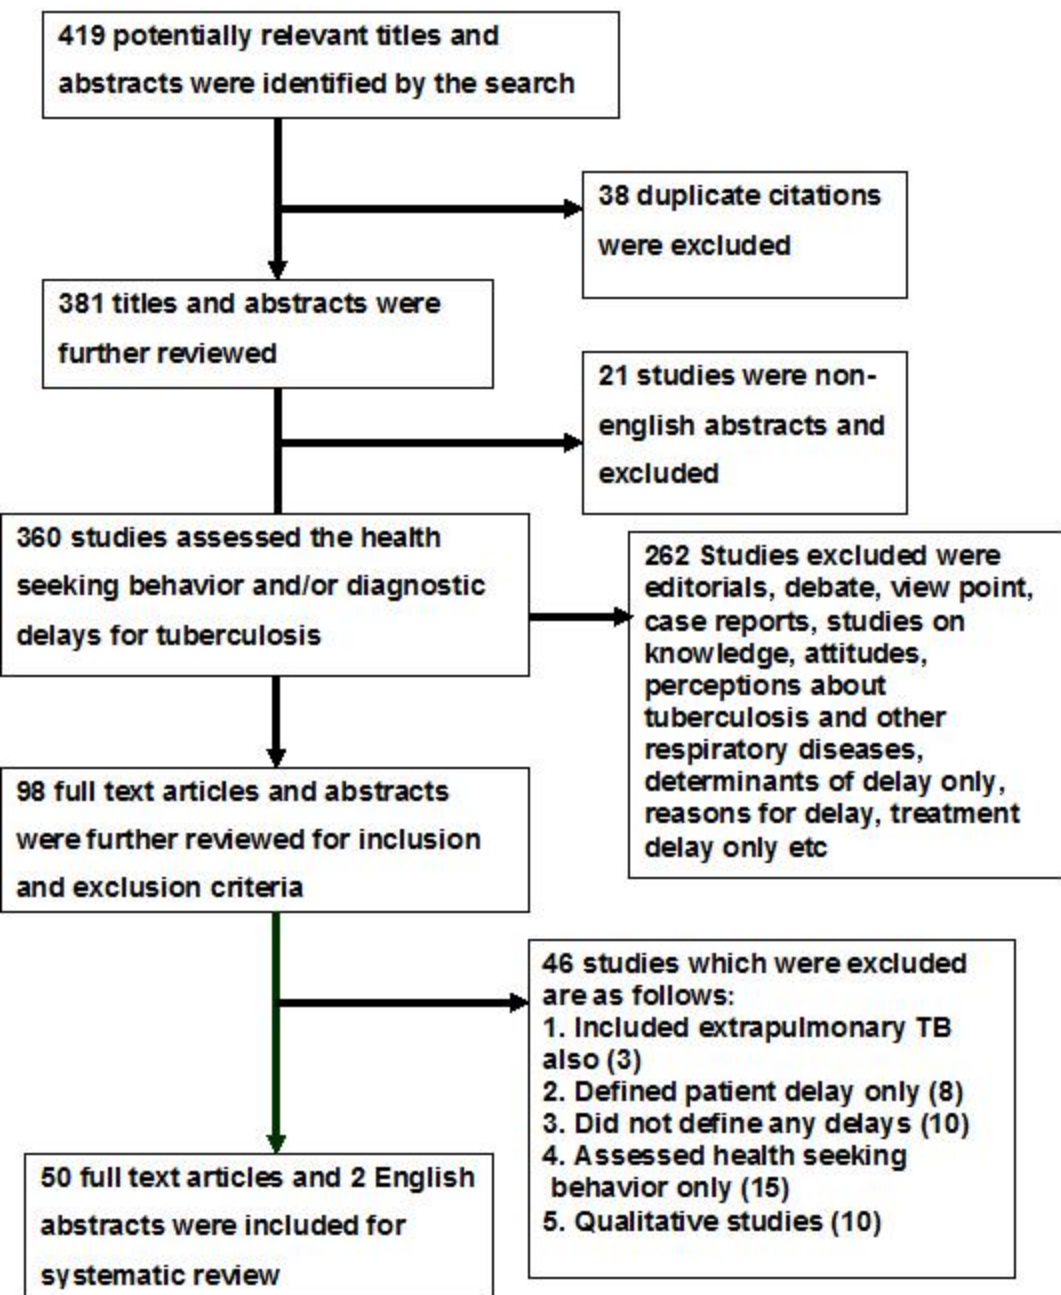 419 potentially relevant titles and
abstracts were identified by the search
38 duplicate citations
were excluded
381 titles and abstracts were
further reviewed
21 studies were non-
english abstracts and
excluded
360 studies assessed the health
seeking behavior and/or diagnostic
delays for tuberculosis
262 Studies excluded were
editorials, debate, view point,
case reports, studies on
knowledge, attitudes,
perceptions about
tuberculosis and other
respiratory diseases,
determinants of delay only,
reasons for delay, treatment
delay only etc
98 full text articles and abstracts
were further reviewed for inclusion
and exclusion criteria
46 studies which were excluded
are as follows:
1. Included extrapulmonary TB
also (3)
2. Defined patient delay only (8)
3. Did not define any delays (10)
4. Assessed health seeking
behavior only (15)
5. Qualitative studies (10)
50 full text articles and 2 English
abstracts were included for
systematic review